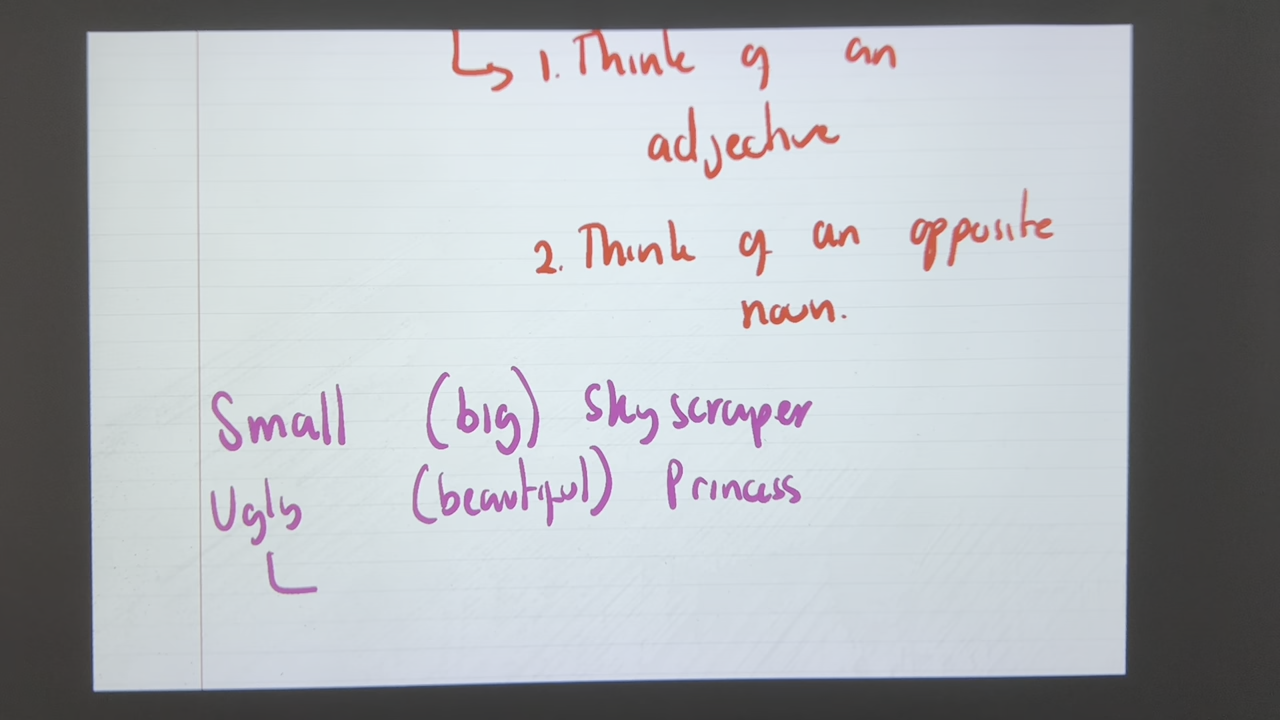 1. Think of an
adjective
2. Think of an opposite
noun.
Small (big) Skyscraper
Ugly (beautiful) Princess